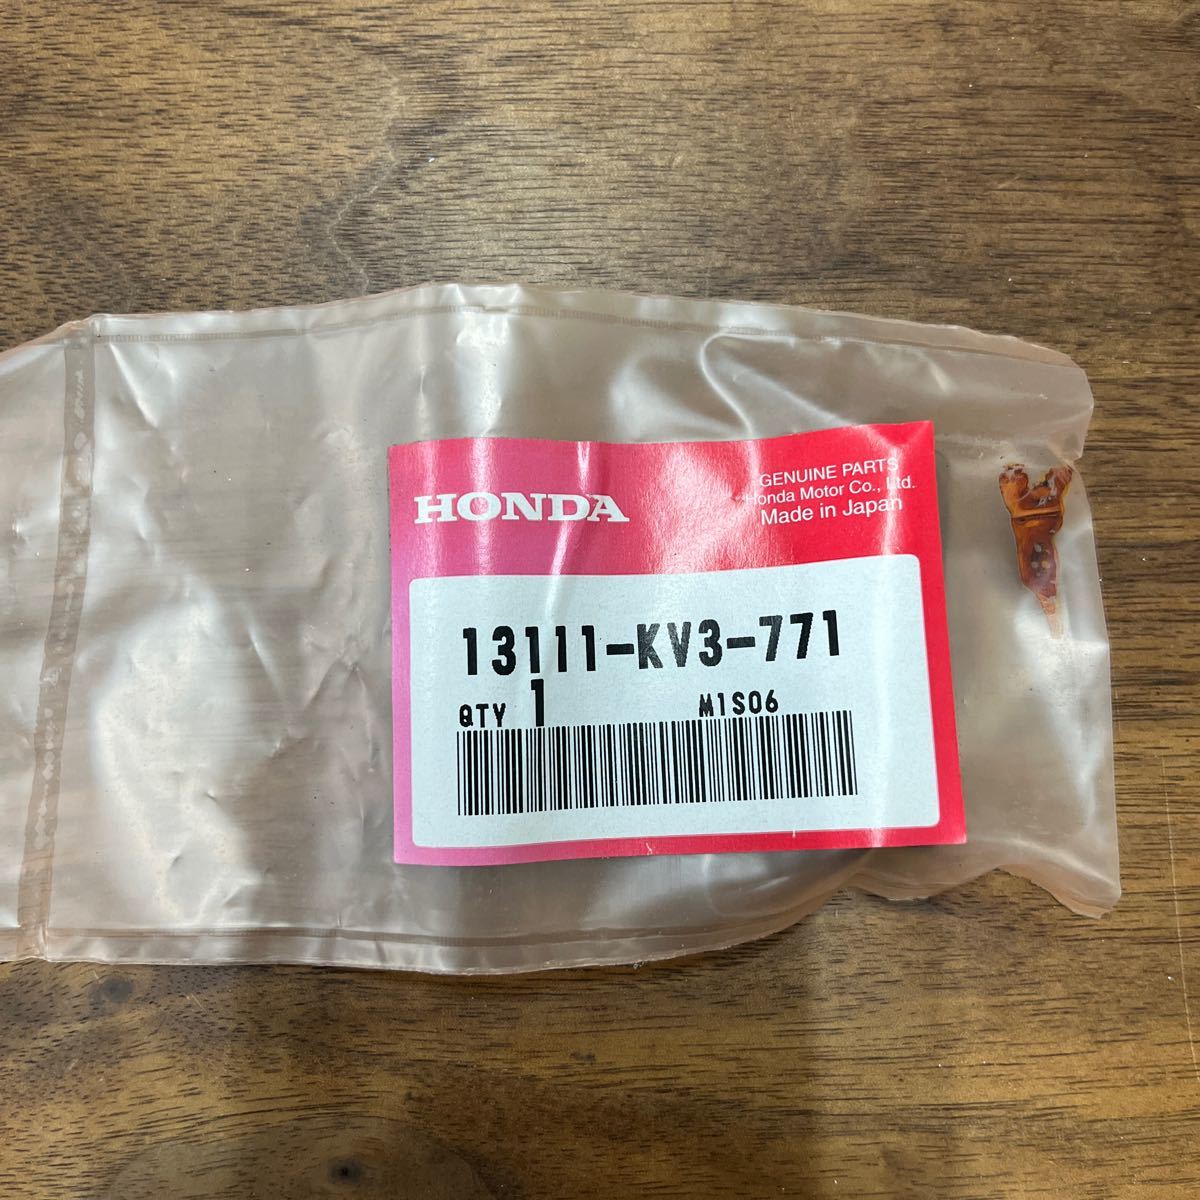 HONDA
GENUINE PARTS
Honda Motor Co., Ltd.
Made in Japan
13111-KV3-771
QTY 1 M1S06